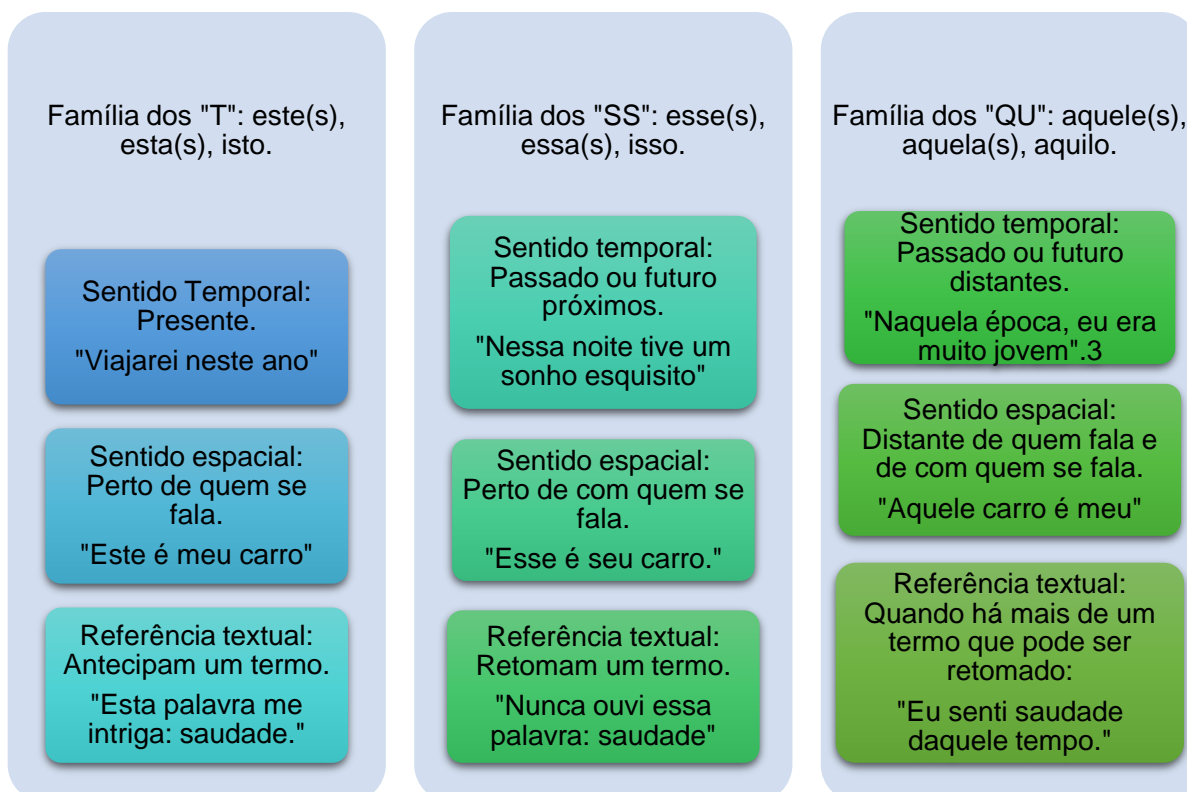 Família dos "T": este(s),
esta(s), isto.
Sentido Temporal:
Presente.
"Viajarei neste ano"
Sentido espacial:
Perto de quem se
fala.
"Este é meu carro"
Referência textual:
Antecipam um termo.
"Esta palavra me
intriga: saudade."
Família dos "SS": esse(s),
essa(s), isso.
Sentido temporal:
Passado ou futuro
próximos.
"Nessa noite tive um
sonho esquisito"
Sentido espacial:
Perto de com quem se
fala.
"Esse é seu carro."
Referência textual:
Retomam um termo.
"Nunca ouvi essa
palavra: saudade"
Família dos "QU": aquele(s),
aquela(s), aquilo.
Sentido temporal:
Passado ou futuro
distantes.
"Naquela época, eu era
muito jovem".3
Sentido espacial:
Distante de quem fala e
de com quem se fala.
"Aquele carro é meu"
Referência textual:
Quando há mais de um
termo que pode ser
retomado:
"Eu senti saudade
daquele tempo."